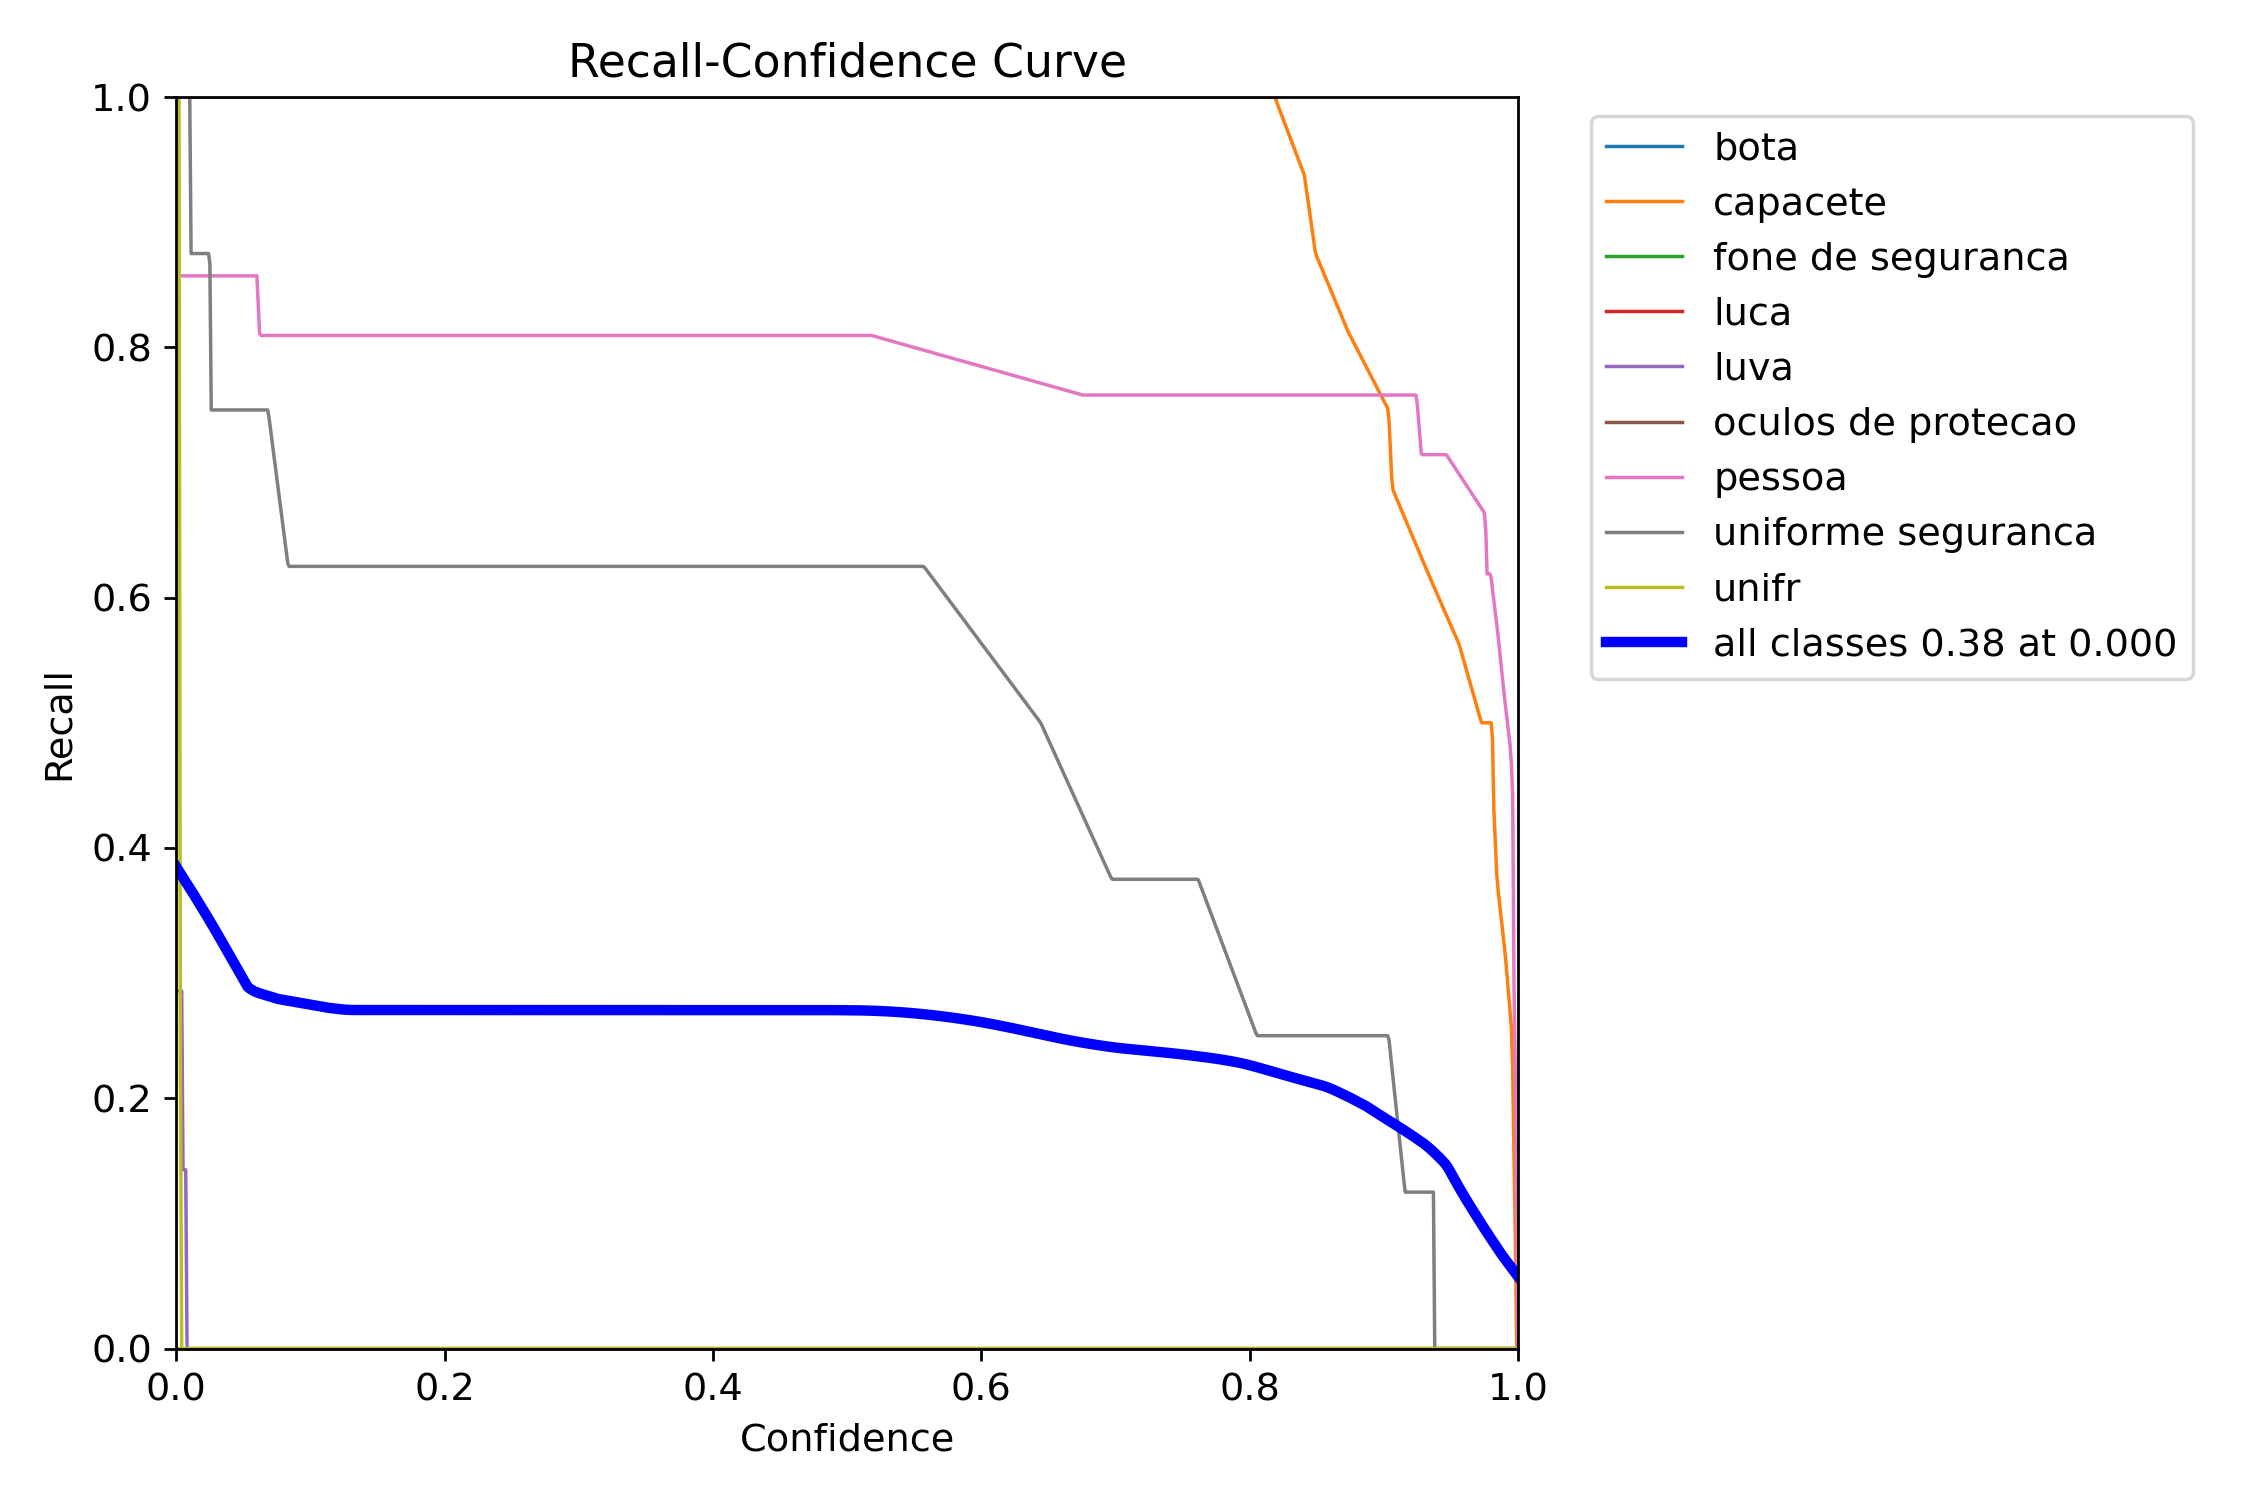 Recall-Confidence Curve
1.0
0.8
0.6
0.4
0.2
0.0
Recall
0.0 0.2 0.4 0.6 0.8 1.0
Confidence
bota
capacete
fone de seguranca
luca
luva
oculos de protecao
pessoa
uniforme seguranca
unifr
all classes 0.38 at 0.000